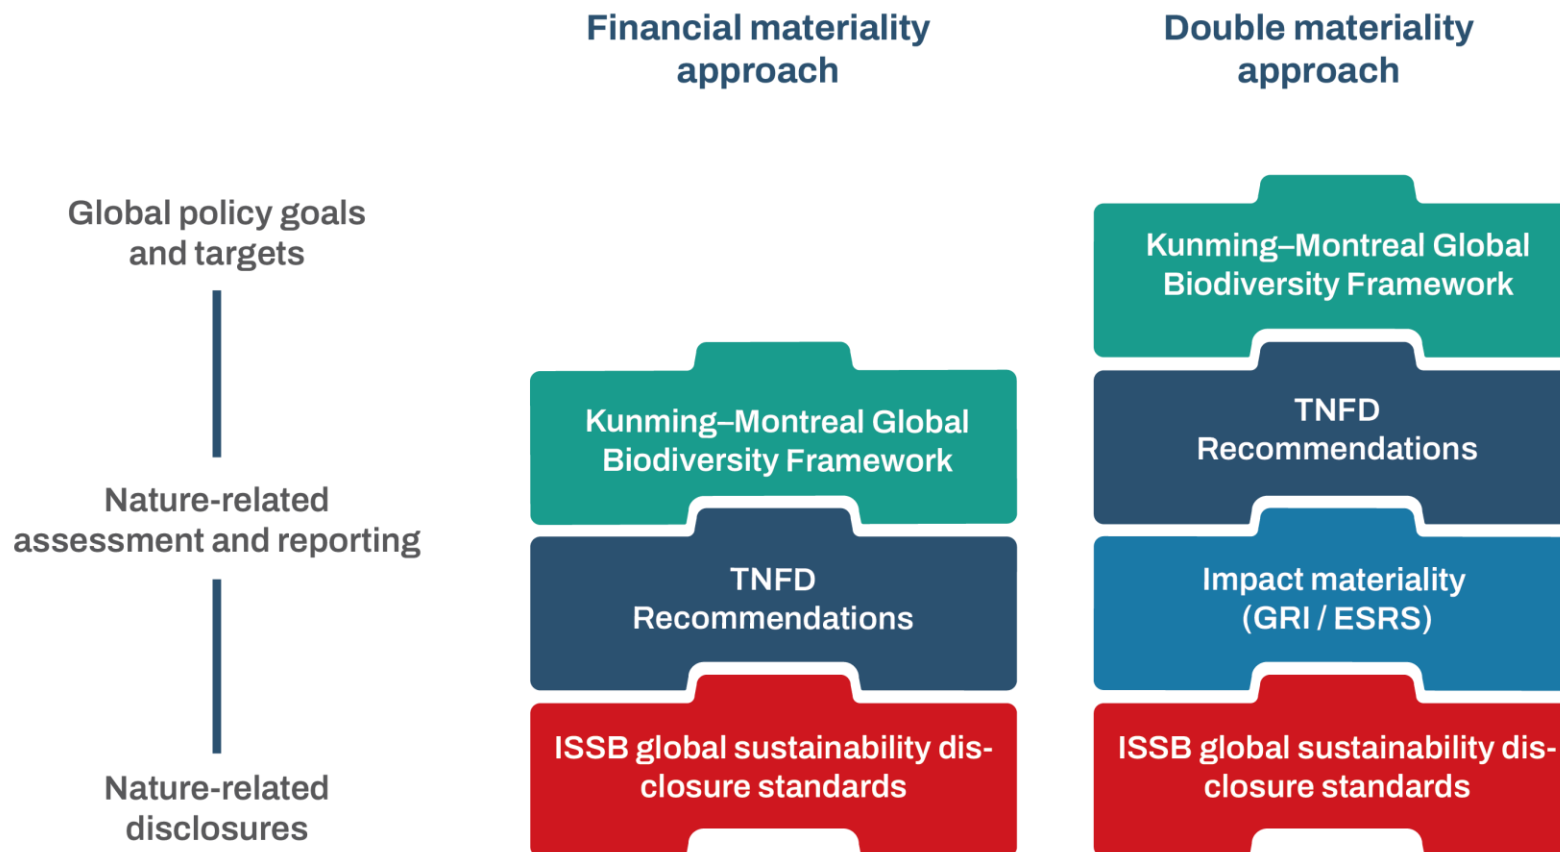 Financial materiality
approach
Double materiality
approach
Global policy goals
and targets
Nature-related
assessment and reporting
Nature-related
disclosures
Kunming–Montreal Global
Biodiversity Framework
TNFD
Recommendations
ISSB global sustainability dis-
closure standards
Kunming–Montreal Global
Biodiversity Framework
TNFD
Recommendations
Impact materiality
(GRI / ESRS)
ISSB global sustainability dis-
closure standards